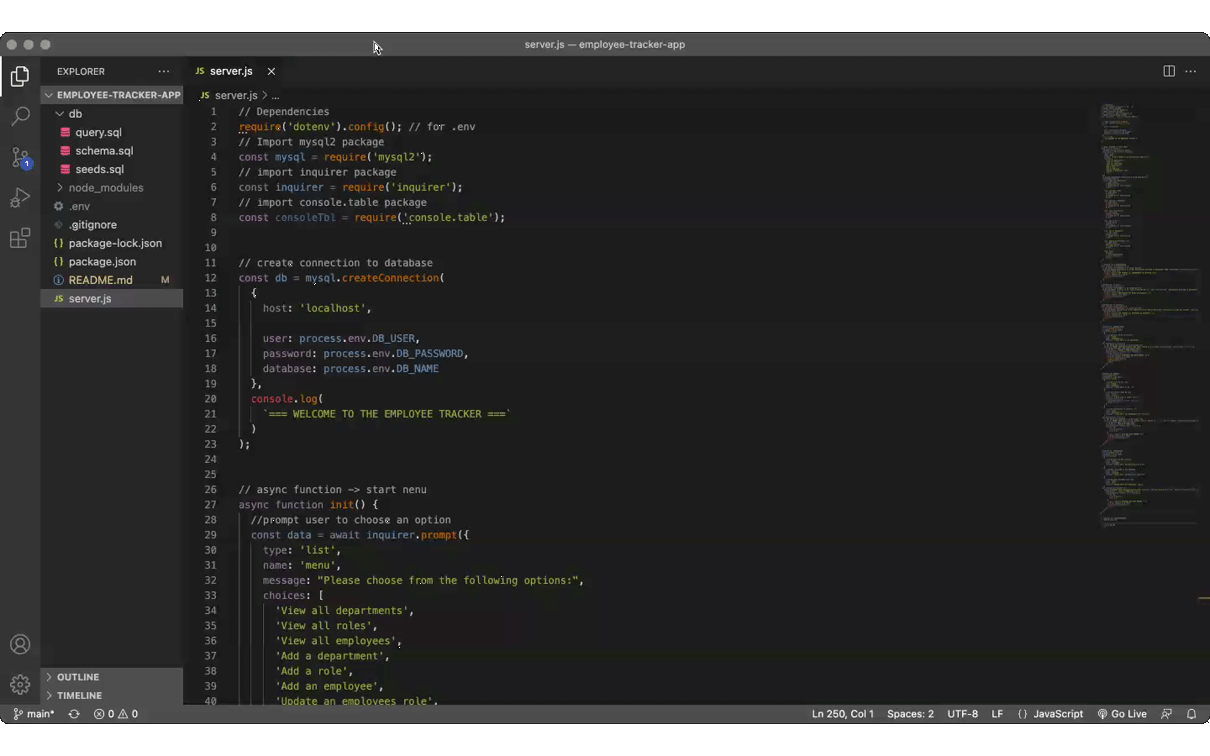 server.js — employee-tracker-app
EXPLORER
JS server.js
EMPLOYEE-TRACKER-APP
JS server.js > ...
db
query.sql
schema.sql
seeds.sql
node_modules
.env
.gitignore
{} package-lock.json
{} package.json
README.md M
JS server.js
1
OUTLINE
TIMELINE
1 // Dependencies
2 require('dotenv').config(); // for .env
3 // Import mysql2 package
4 const mysql = require('mysql2');
5 // import inquirer package
6 const inquirer = require('inquirer');
7 // import console.table package
8 const consoleTbl = require('console.table');
9
10
11 // create connection to database
12 const db = mysql.createConnection(
13 {
14 host: 'localhost',
15
16 user: process.env.DB_USER,
17 password: process.env.DB_PASSWORD,
18 database: process.env.DB_NAME
19 },
20 console.log(
21 `=== WELCOME TO THE EMPLOYEE TRACKER ===`
22 )
23 );
24
25
26 // async function -> start nenu
27 async function init() {
28 //prompt user to choose an option
29 const data = await inquirer.prompt({
30 type: 'list',
31 name: 'menu',
32 message: "Please choose from the following options:",
33 choices: [
34 'View all departments',
35 'View all roles',
36 'View all employees',
37 'Add a department',
38 'Add a role',
39 'Add an employee',
40 'Update an employees role',
main* 0 0 Ln 250, Col 1 Spaces: 2 UTF-8 LF {} JavaScript Go Live